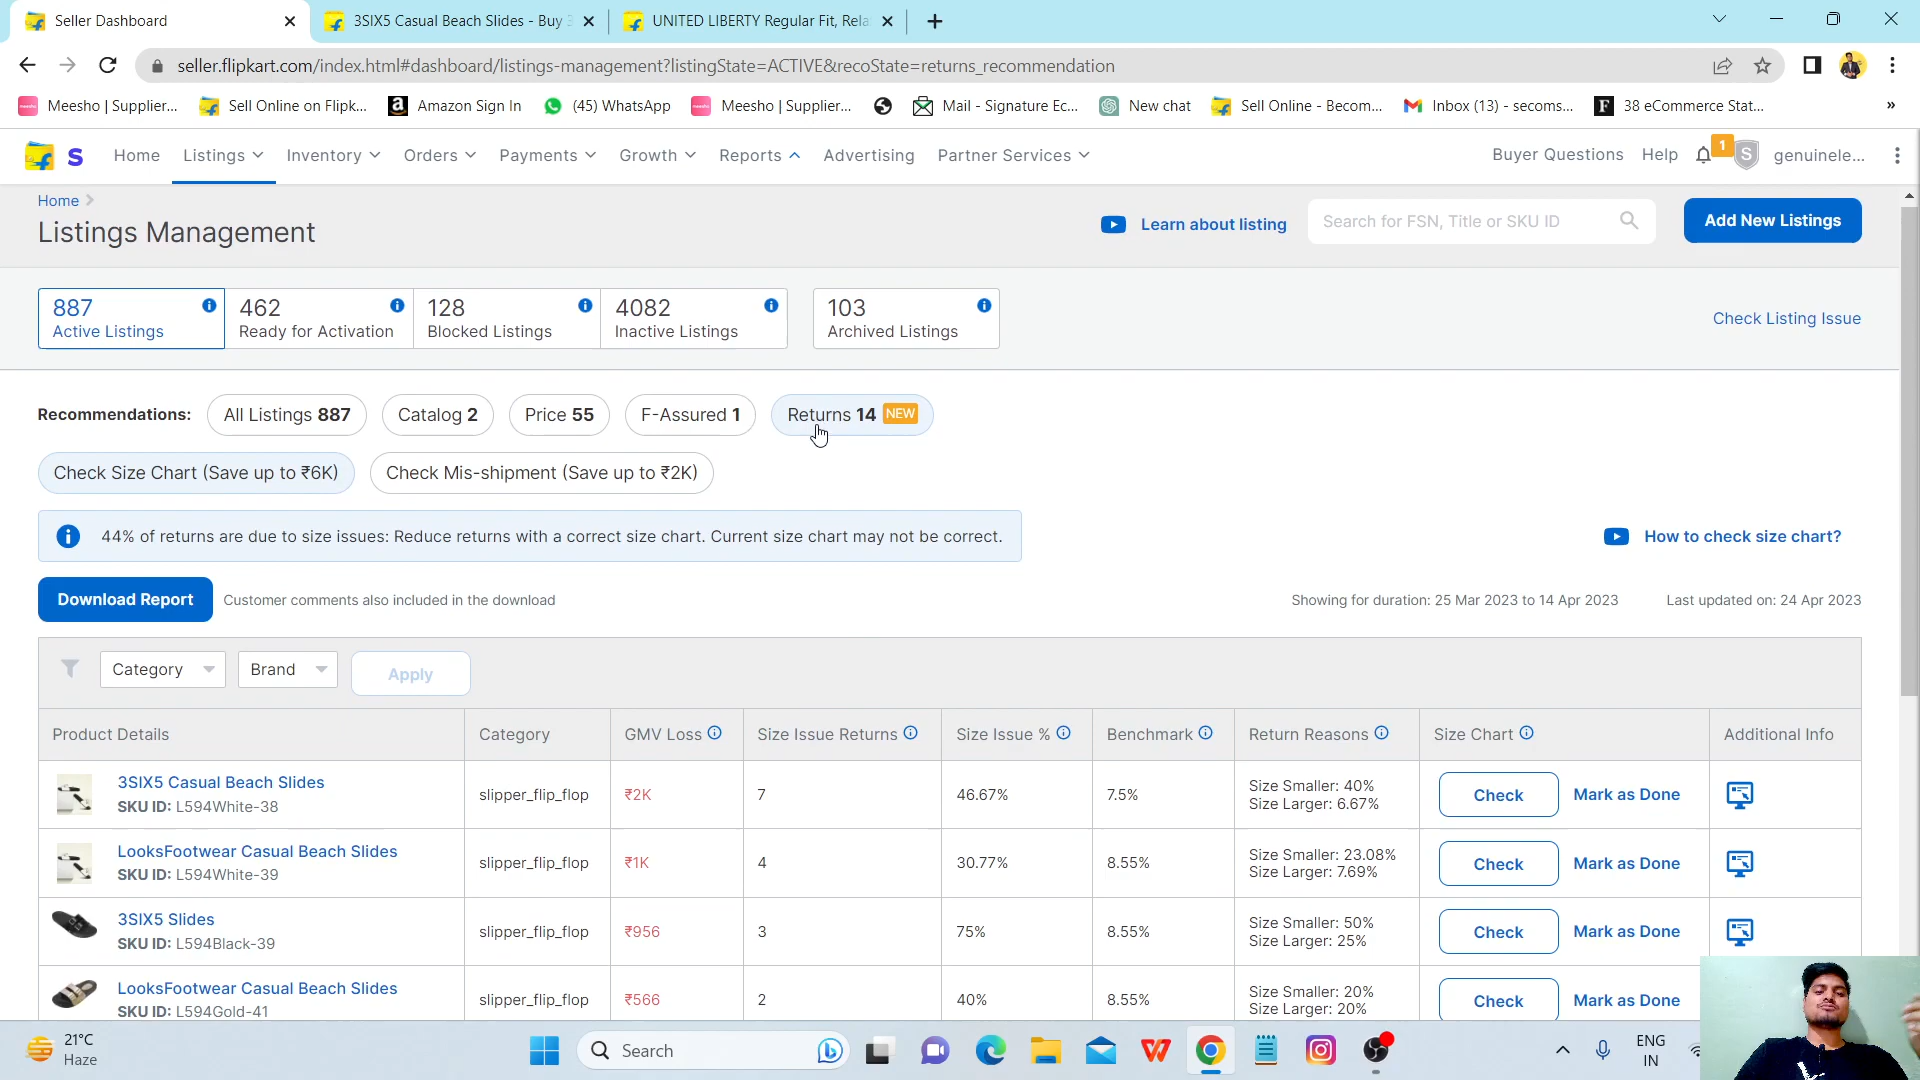 Seller Dashboard
3SIX5 Casual Beach Slides - Buy
UNITED LIBERTY Regular Fit, Rela
seller.flipkart.com/index.html#dashboard/listings-management?listingState=ACTIVE&recoState=returns_recommendation
Meesho | Supplier...
Sell Online on Flipk...
Amazon Sign In
(45) WhatsApp
Meesho | Supplier...
Mail - Signature Ec...
New chat
Sell Online - Becom...
Inbox (13) - secoms...
38 eCommerce Stat...
»
S Home Listings Inventory Orders Payments Growth Reports Advertising Partner Services
Buyer Questions Help 1 S genuinele...
Home
Listings Management
Learn about listing
Search for FSN, Title or SKU ID
Add New Listings
887
Active Listings
462
Ready for Activation
128
Blocked Listings
4082
Inactive Listings
103
Archived Listings
Check Listing Issue
Recommendations: All Listings 887 Catalog 2 Price 55 F-Assured 1 Returns 14 NEW
Check Size Chart (Save up to ₹6K) Check Mis-shipment (Save up to ₹2K)
44% of returns are due to size issues: Reduce returns with a correct size chart. Current size chart may not be correct.
How to check size chart?
Download Report Customer comments also included in the download
Showing for duration: 25 Mar 2023 to 14 Apr 2023 Last updated on: 24 Apr 2023
Category Brand Apply
Product Details Category GMV Loss Size Issue Returns Size Issue % Benchmark Return Reasons Size Chart Additional Info
3SIX5 Casual Beach Slides
SKU ID: L594White-38
slipper_flip_flop ₹2K 7 46.67% 7.5%
Size Smaller: 40%
Size Larger: 6.67%
Check Mark as Done
LooksFootwear Casual Beach Slides
SKU ID: L594White-39
slipper_flip_flop ₹1K 4 30.77% 8.55%
Size Smaller: 23.08%
Size Larger: 7.69%
Check Mark as Done
3SIX5 Slides
SKU ID: L594Black-39
slipper_flip_flop ₹956 3 75% 8.55%
Size Smaller: 50%
Size Larger: 25%
Check Mark as Done
LooksFootwear Casual Beach Slides
SKU ID: L594Gold-41
slipper_flip_flop ₹566 2 40% 8.55%
Size Smaller: 20%
Size Larger: 20%
Check Mark as Done
21°C
Haze
Search
ENG
IN